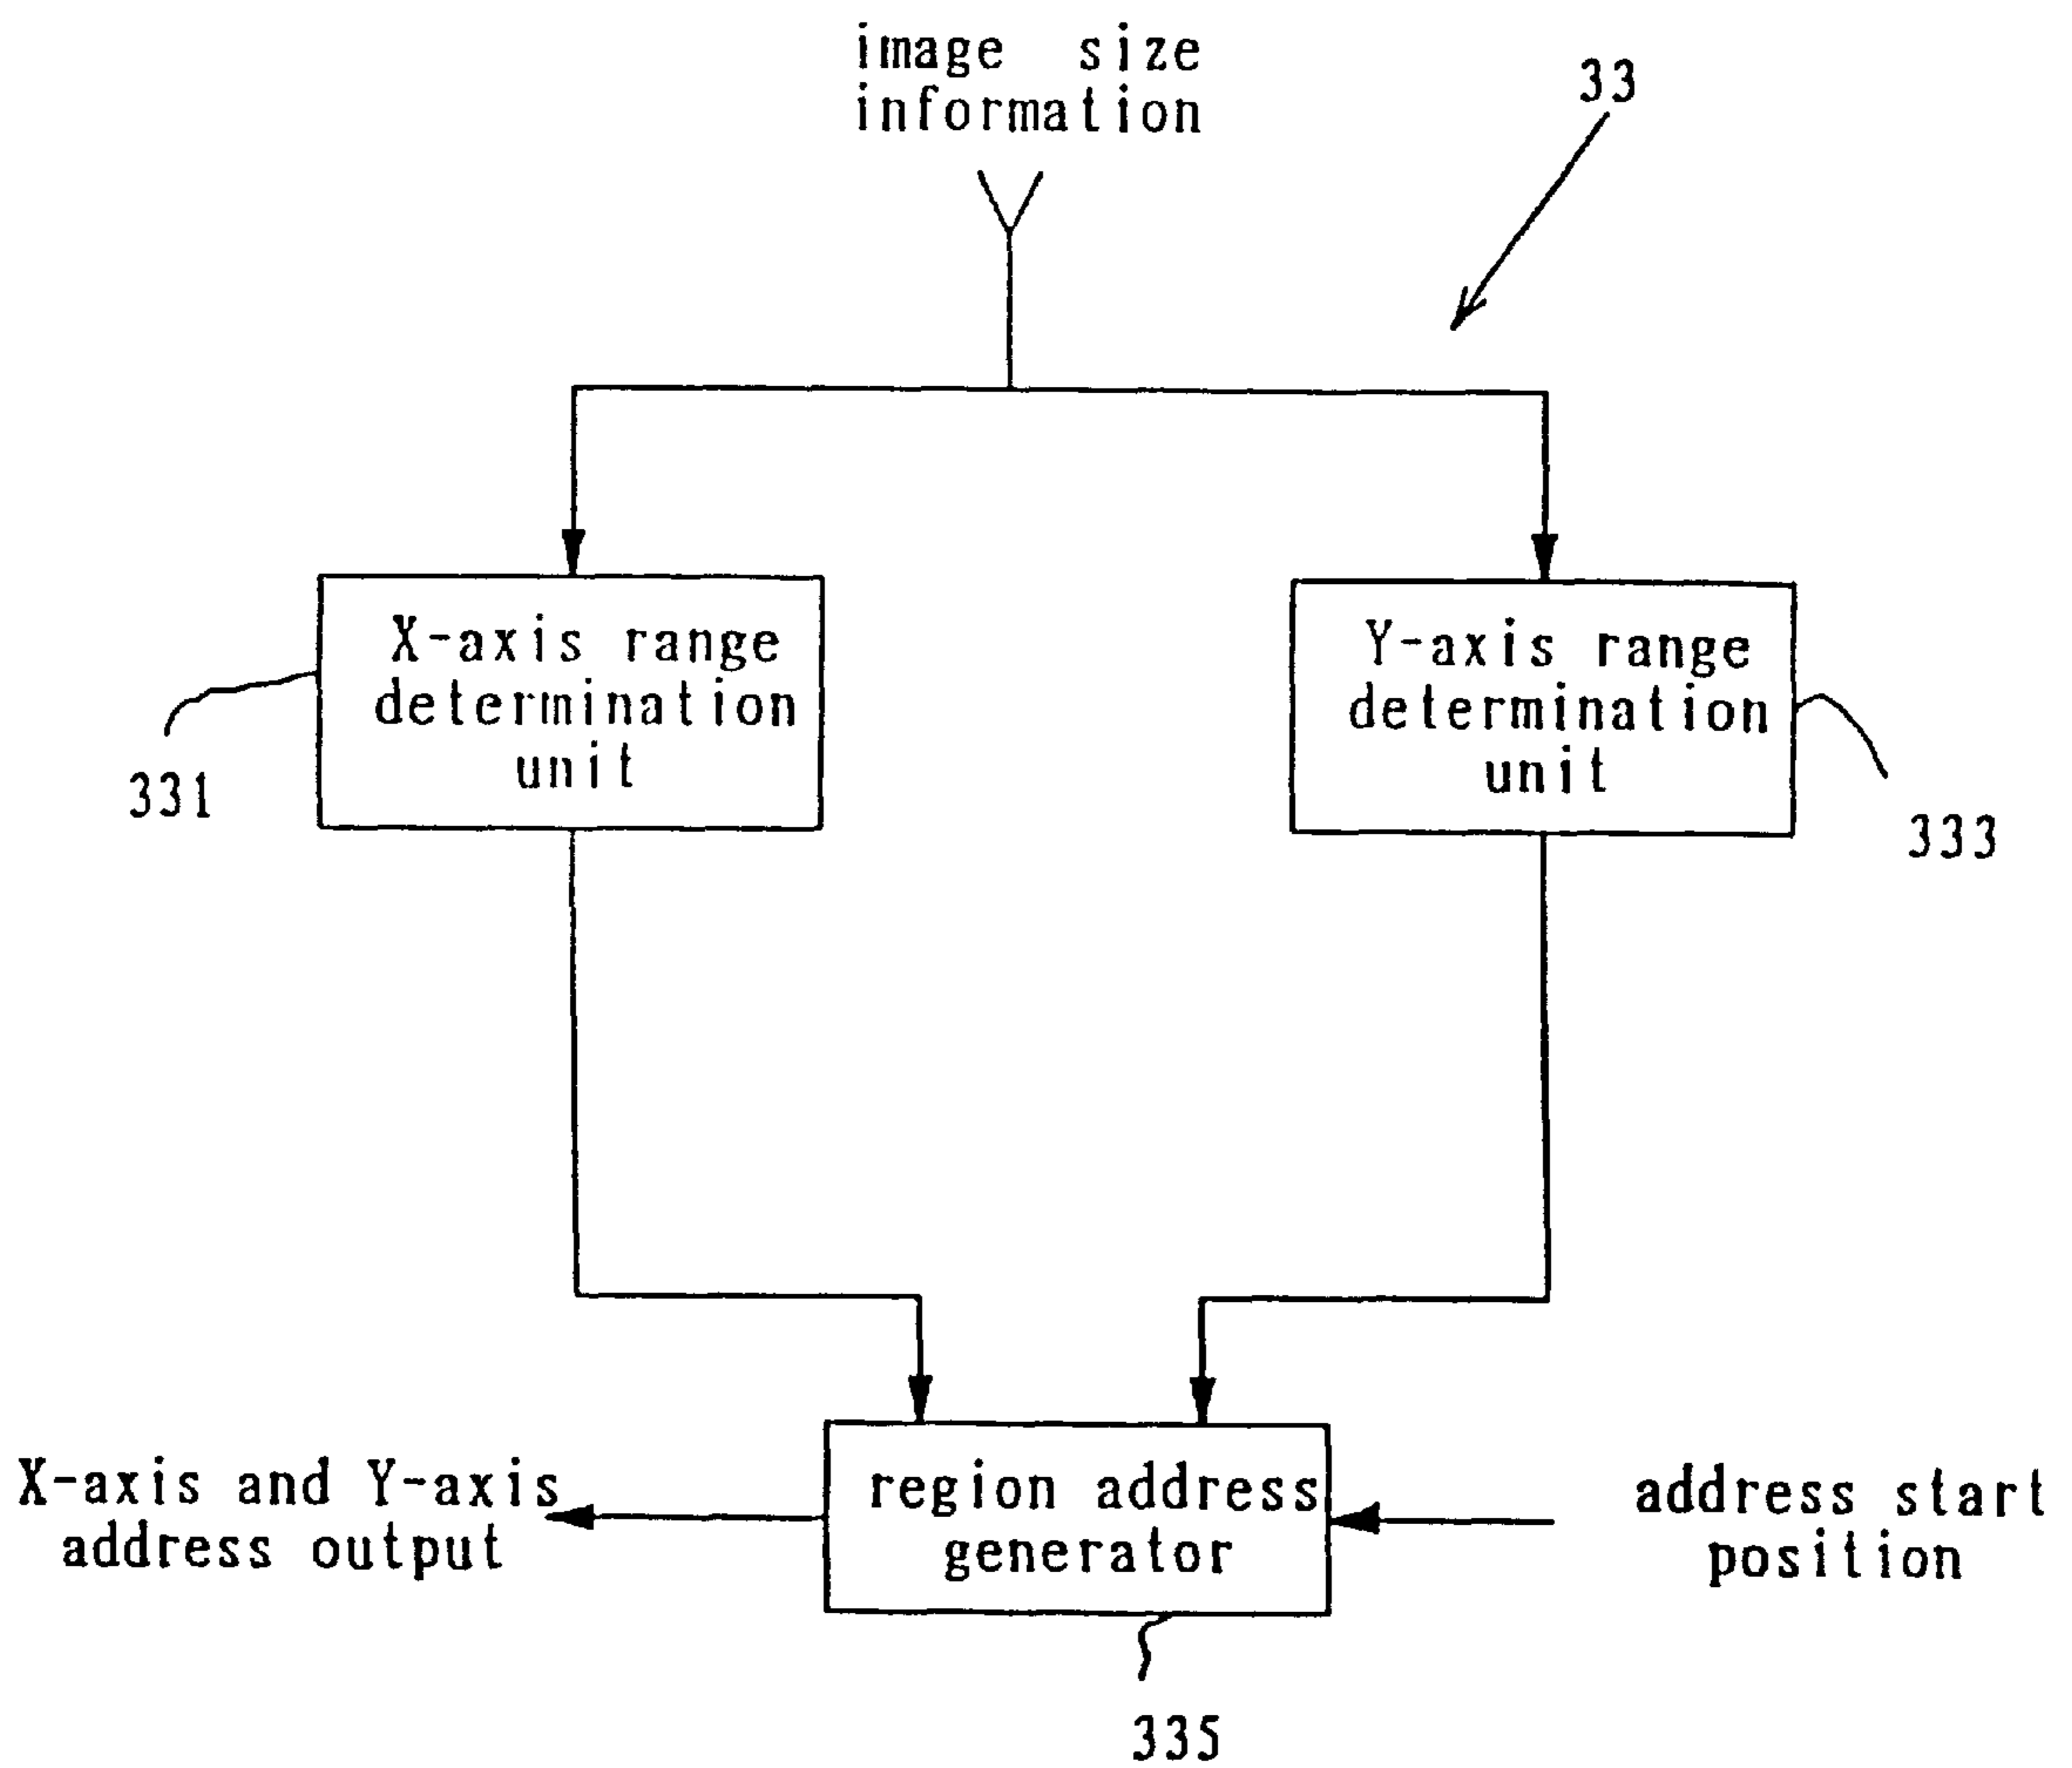 image size
information
33
X-axis range
determination
unit
331
Y-axis range
determination
unit
333
X-axis and Y-axis
address output
region address
generator
address start
position
335